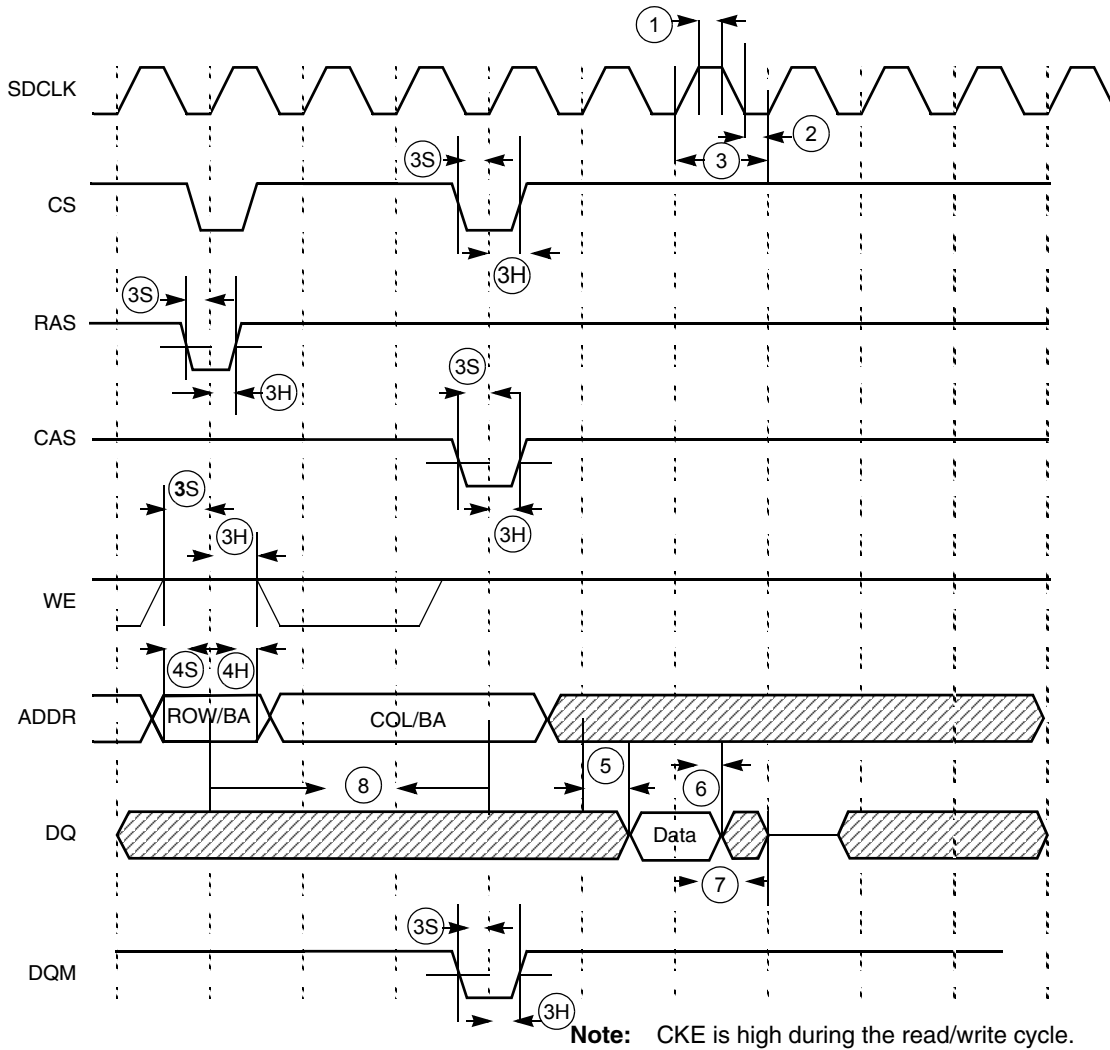 1
SDCLK
2
3S
3
CS
3H
3S
RAS
3S
3H
CAS
3S
3H
3H
WE
4S 4H
ADDR ROW/BA COL/BA
5
8 6
DQ Data
7
3S
DQM
3H
Note: CKE is high during the read/write cycle.